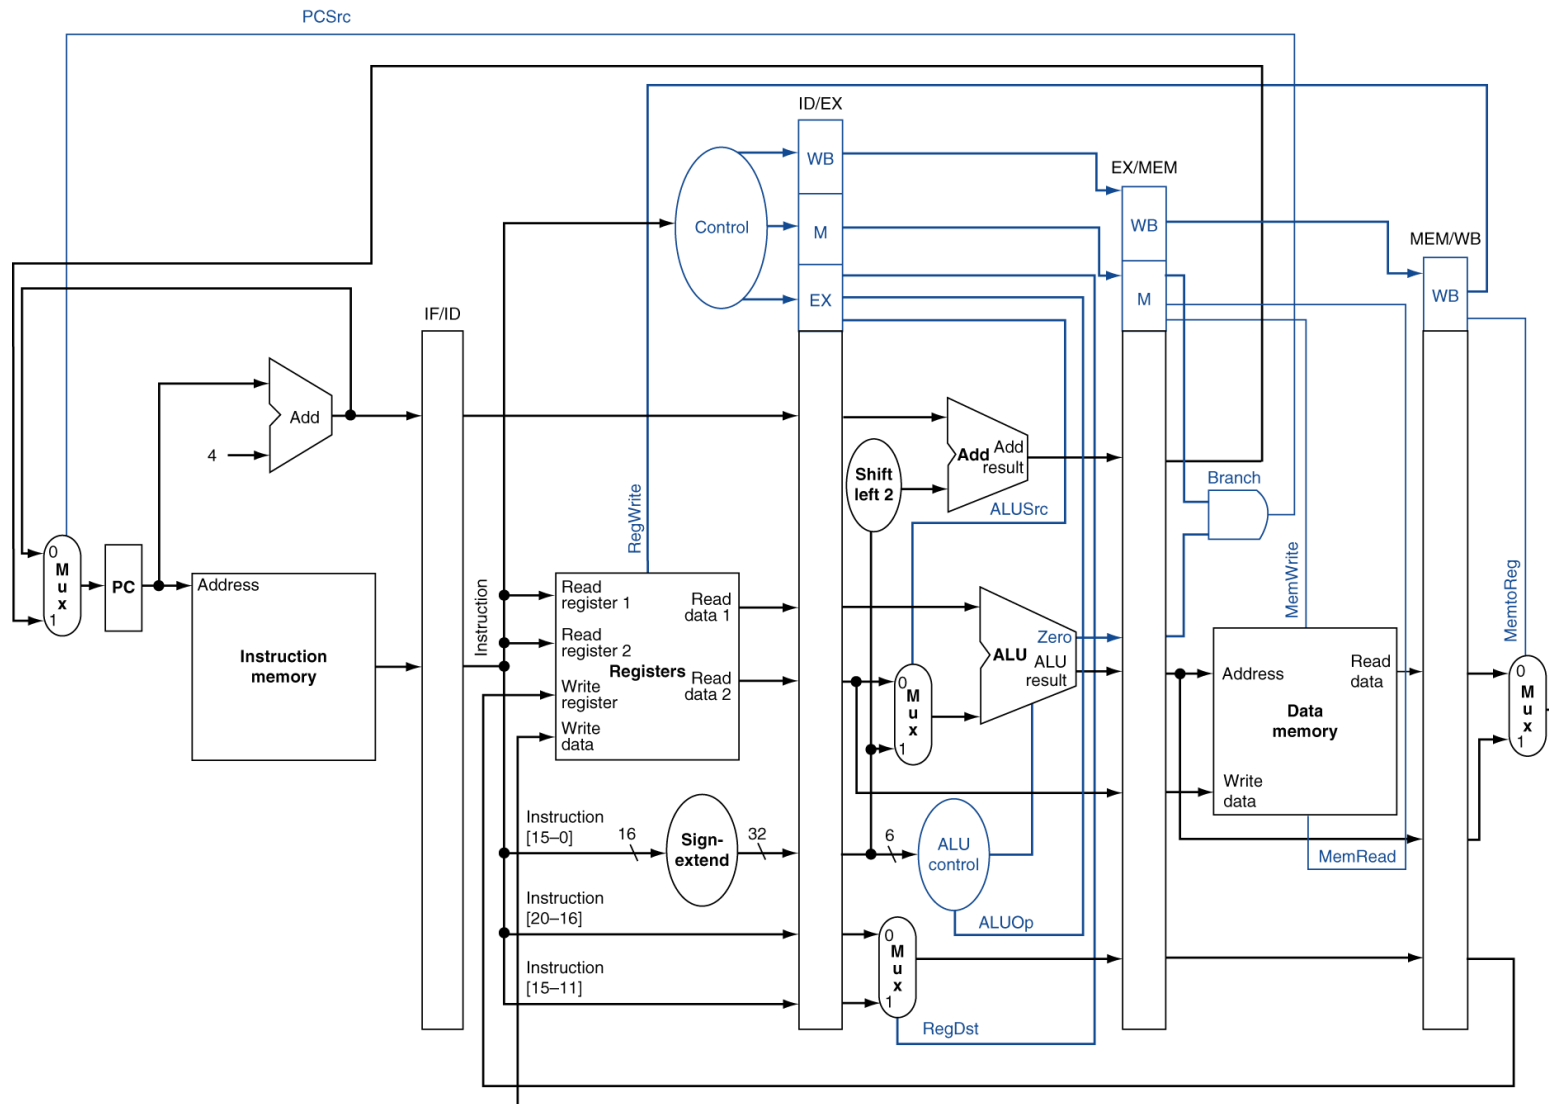 PCSrc
ID/EX
WB
EX/MEM
Control
M
WB
MEM/WB
EX
M
WB
IF/ID
Add
4
Add Add
result
Shift
left 2
Branch
ALUSrc
RegWrite
MemWrite
MemtoReg
0
M
u
x
1
PC
Address
Instruction
memory
Instruction
Read
register 1
Read
register 2
Write
register
Write
data
Registers
Read
data 1
Read
data 2
0
M
u
x
1
Zero
ALU
ALU
result
Address
Read
data
Data
memory
Write
data
MemRead
0
M
u
x
1
Instruction
[15–0]
16
Sign-
extend
32
6
ALU
control
ALUOp
Instruction
[20–16]
Instruction
[15–11]
0
M
u
x
1
RegDst